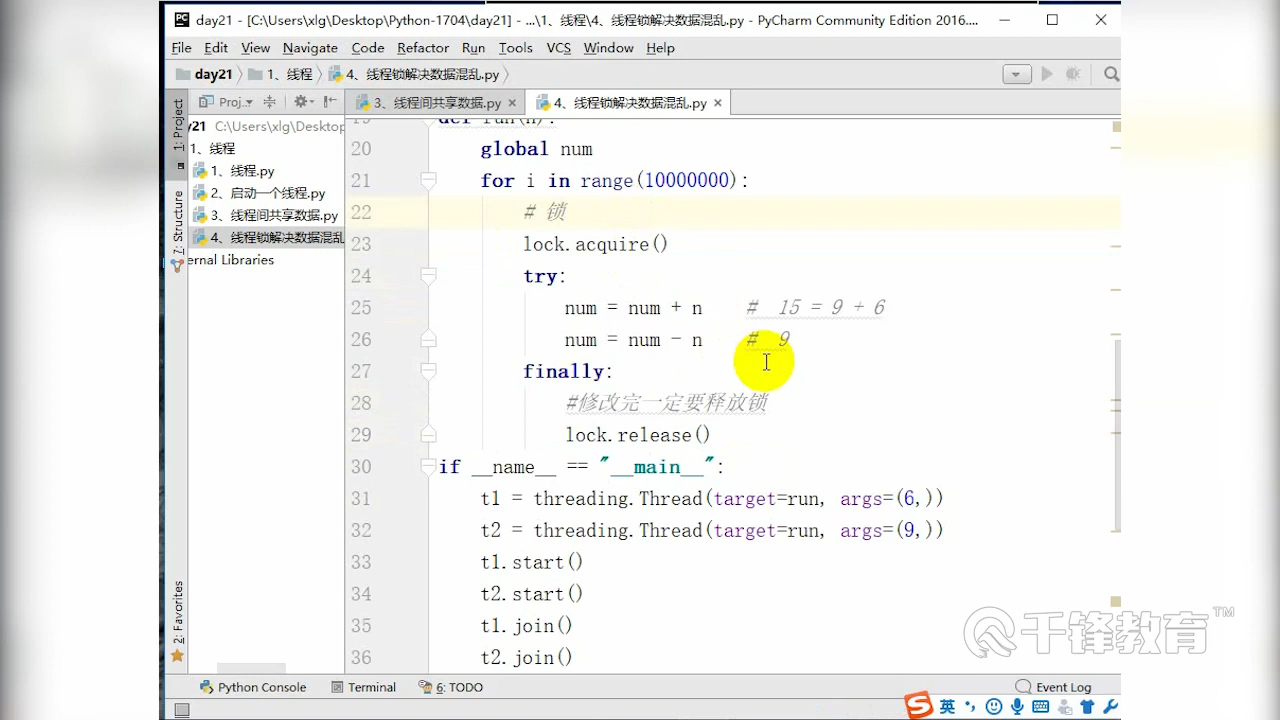 day21 - [C:\Users\xlg\Desktop\Python-1704\day21] - ...\1、线程\4、线程锁解决数据混乱.py - PyCharm Community Edition 2016....
File Edit View Navigate Code Refactor Run Tools VCS Window Help
day21 1、线程 4、线程锁解决数据混乱.py
Proj.. 3、线程间共享数据.py 4、线程锁解决数据混乱.py
1: Project
7: Structure
2: Favorites
y21 C:\Users\xlg\Desktop
1、线程
1、线程.py
2、启动一个线程.py
3、线程间共享数据.py
4、线程锁解决数据混乱
ernal Libraries
19 def run(n):
20 global num
21 for i in range(10000000):
22 # 锁
23 lock.acquire()
24 try:
25 num = num + n # 15 = 9 + 6
26 num = num - n # 9
27 finally:
28 #修改完一定要释放锁
29 lock.release()
30 if __name__ == "__main__":
31 t1 = threading.Thread(target=run, args=(6,))
32 t2 = threading.Thread(target=run, args=(9,))
33 t1.start()
34 t2.start()
35 t1.join()
36 t2.join()
千锋教育™
Python Console Terminal 6: TODO Event Log
英